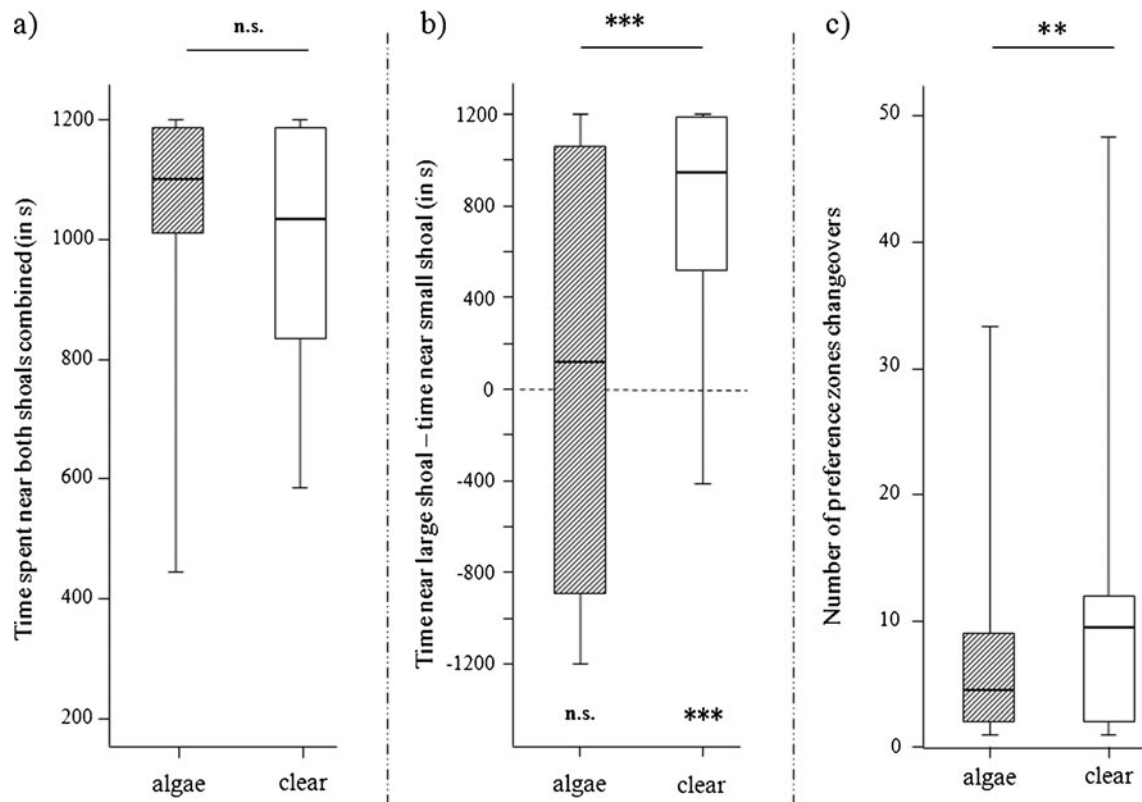 a)
n.s.
Time spent near both shoals combined (in s)
1200
1000
800
600
400
200
algae
clear
b)
***
Time near large shoal – time near small shoal (in s)
1200
800
400
0
-400
-800
-1200
n.s.
***
algae
clear
c)
**
Number of preference zones changeovers
50
40
30
20
10
0
algae
clear